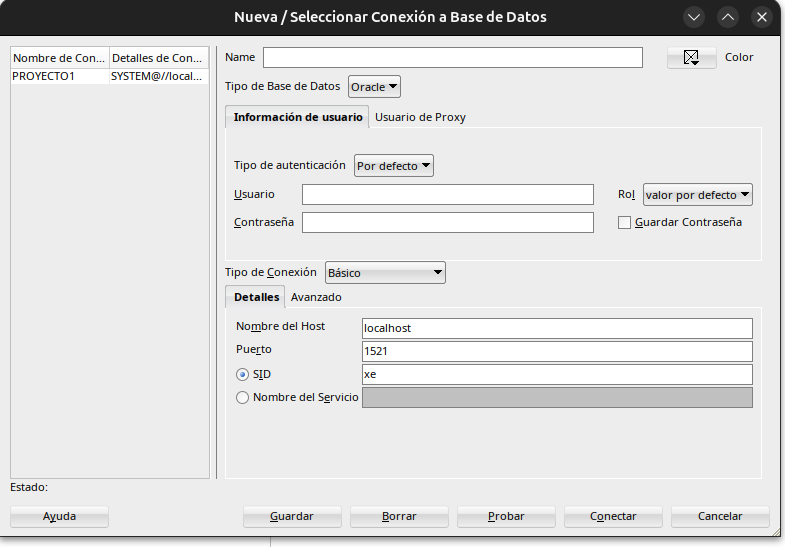 Nueva / Seleccionar Conexión a Base de Datos
Nombre de Con... Detalles de Con...
PROYECTO1 SYSTEM@//local...
Name Color
Tipo de Base de Datos Oracle
Información de usuario Usuario de Proxy
Tipo de autenticación Por defecto
Usuario Rol valor por defecto
Contraseña Guardar Contraseña
Tipo de Conexión Básico
Detalles Avanzado
Nombre del Host localhost
Puerto 1521
SID xe
Nombre del Servicio
Estado:
Ayuda Guardar Borrar Probar Conectar Cancelar